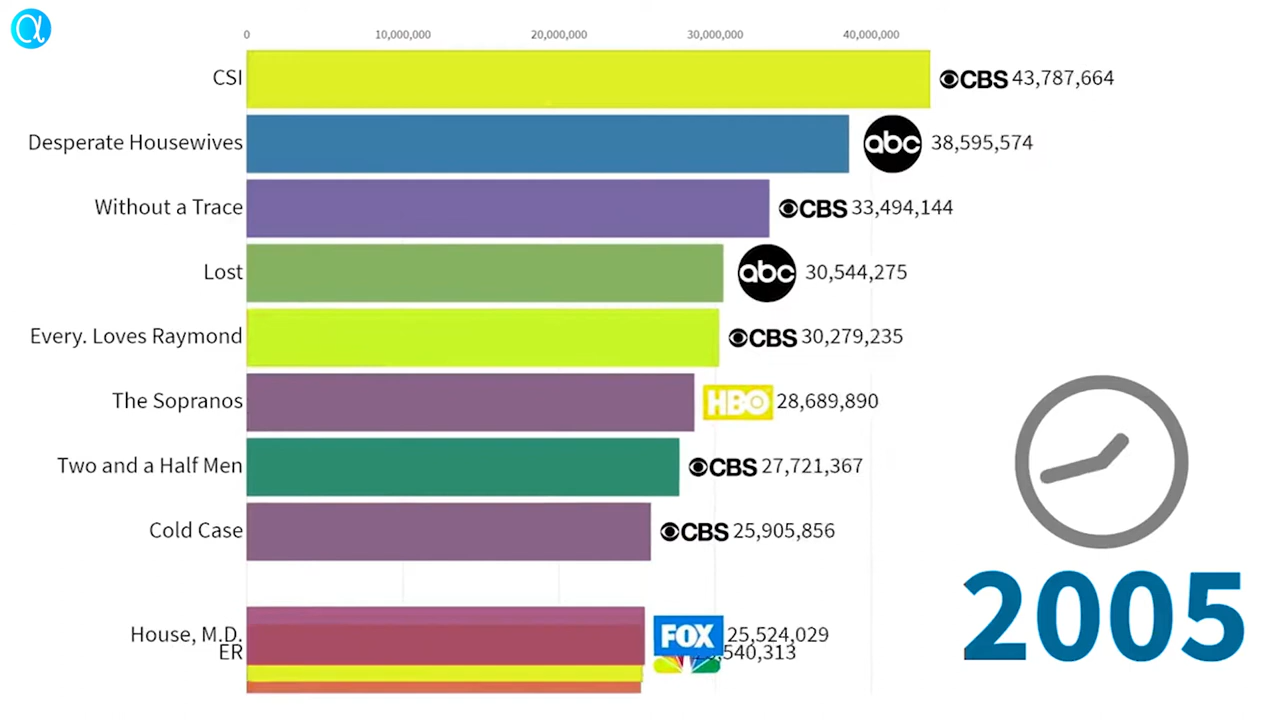 α
0 10,000,000 20,000,000 30,000,000 40,000,000
CSI CBS 43,787,664
Desperate Housewives abc 38,595,574
Without a Trace CBS 33,494,144
Lost abc 30,544,275
Every. Loves Raymond CBS 30,279,235
The Sopranos HBO 28,689,890
Two and a Half Men CBS 27,721,367
Cold Case CBS 25,905,856
House, M.D. FOX 25,524,029
ER
2005